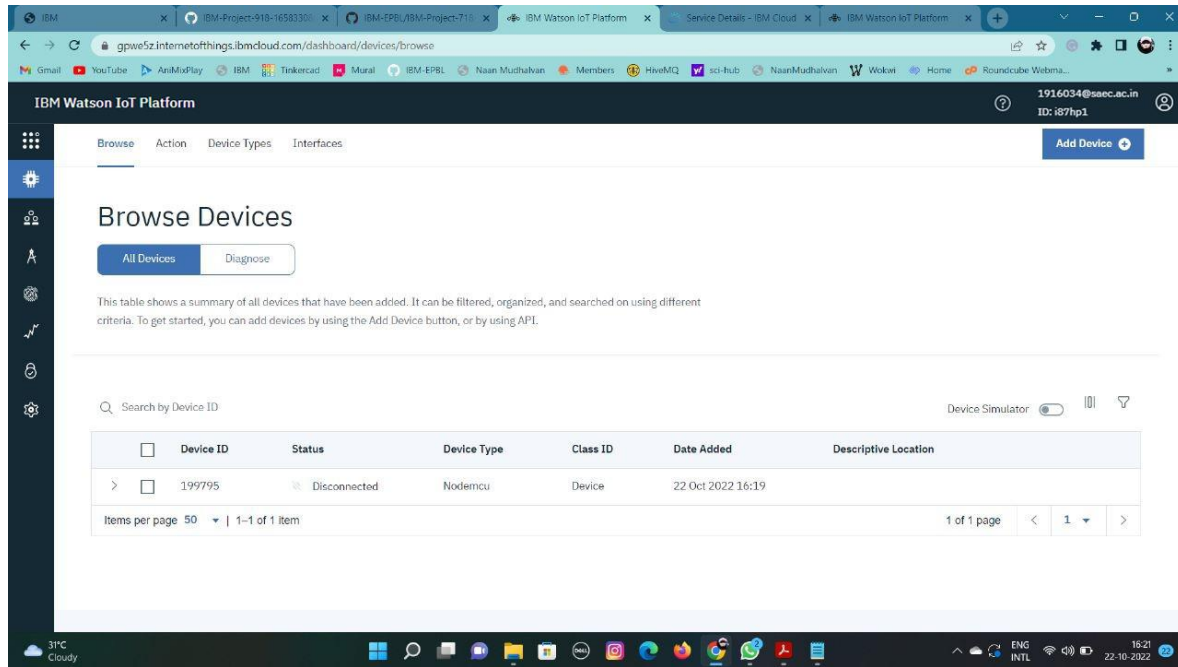 IBM
IBM-Project-918-16583306
IBM-EPBL/IBM-Project-716
IBM Watson IoT Platform
Service Details - IBM Cloud
IBM Watson IoT Platform
gpwe5z.internetofthings.ibmcloud.com/dashboard/devices/browse
Gmail YouTube AniMixPlay IBM Tinkercad Mural IBM-EPBL Naan Mudhalvan Members HiveMQ sci-hub NaanMudhalvan Wokwi Home Roundcube Webma...
IBM Watson IoT Platform
1916034@saec.ac.in
ID: i87hp1
Browse Action Device Types Interfaces
Add Device
Browse Devices
All Devices Diagnose
This table shows a summary of all devices that have been added. It can be filtered, organized, and searched on using different
criteria. To get started, you can add devices by using the Add Device button, or by using API.
Search by Device ID
Device Simulator
Device ID Status Device Type Class ID Date Added Descriptive Location
199795 Disconnected Nodemcu Device 22 Oct 2022 16:19
Items per page 50 | 1–1 of 1 item
1 of 1 page 1
31°C
Cloudy
ENG
INTL
16:21
22-10-2022
22